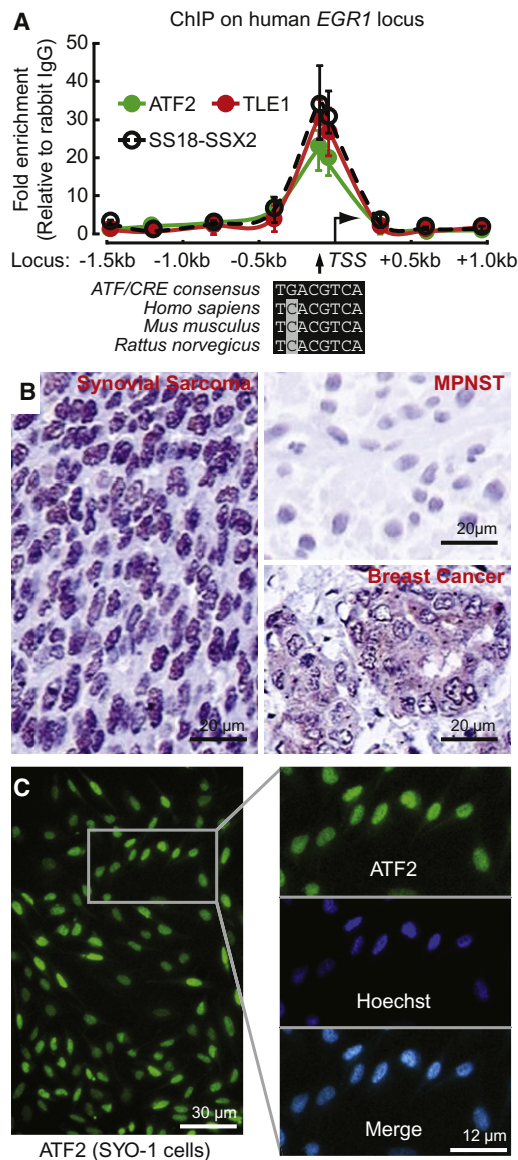 A
ChIP on human EGR1 locus
Fold enrichment
(Relative to rabbit IgG)
50
40
30
20
10
0
ATF2 TLE1
SS18-SSX2
Locus: -1.5kb -1.0kb -0.5kb TSS +0.5kb +1.0kb
ATF/CRE consensus TGACGTCA
Homo sapiens TCACGTCA
Mus musculus TCACGTCA
Rattus norvegicus TCACGTCA
B
Synovial Sarcoma
20 µm
MPNST
20µm
Breast Cancer
20 µm
C
30 µm
ATF2 (SYO-1 cells)
ATF2
Hoechst
Merge
12 µm